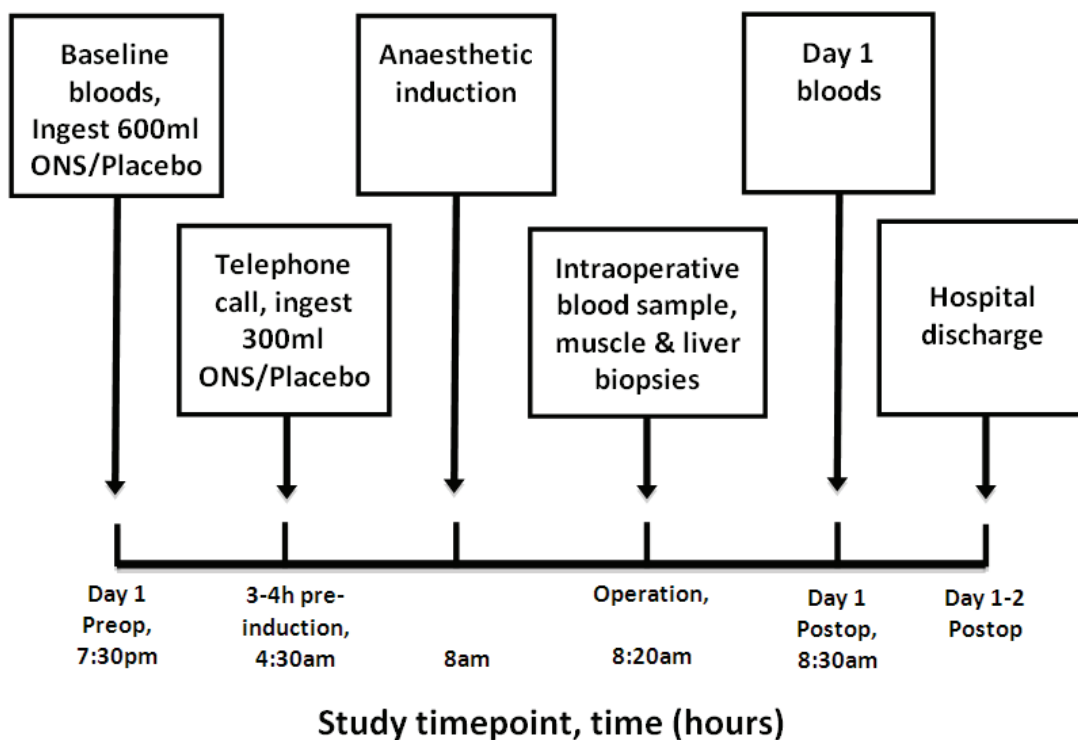 Baseline
bloods,
Ingest 600ml
ONS/Placebo
Anaesthetic
induction
Day 1
bloods
Telephone
call, ingest
300ml
ONS/Placebo
Intraoperative
blood sample,
muscle & liver
biopsies
Hospital
discharge
Day 1
Preop,
7:30pm
3-4h pre-
induction,
4:30am
8am
Operation,
8:20am
Day 1
Postop,
8:30am
Day 1-2
Postop
Study timepoint, time (hours)